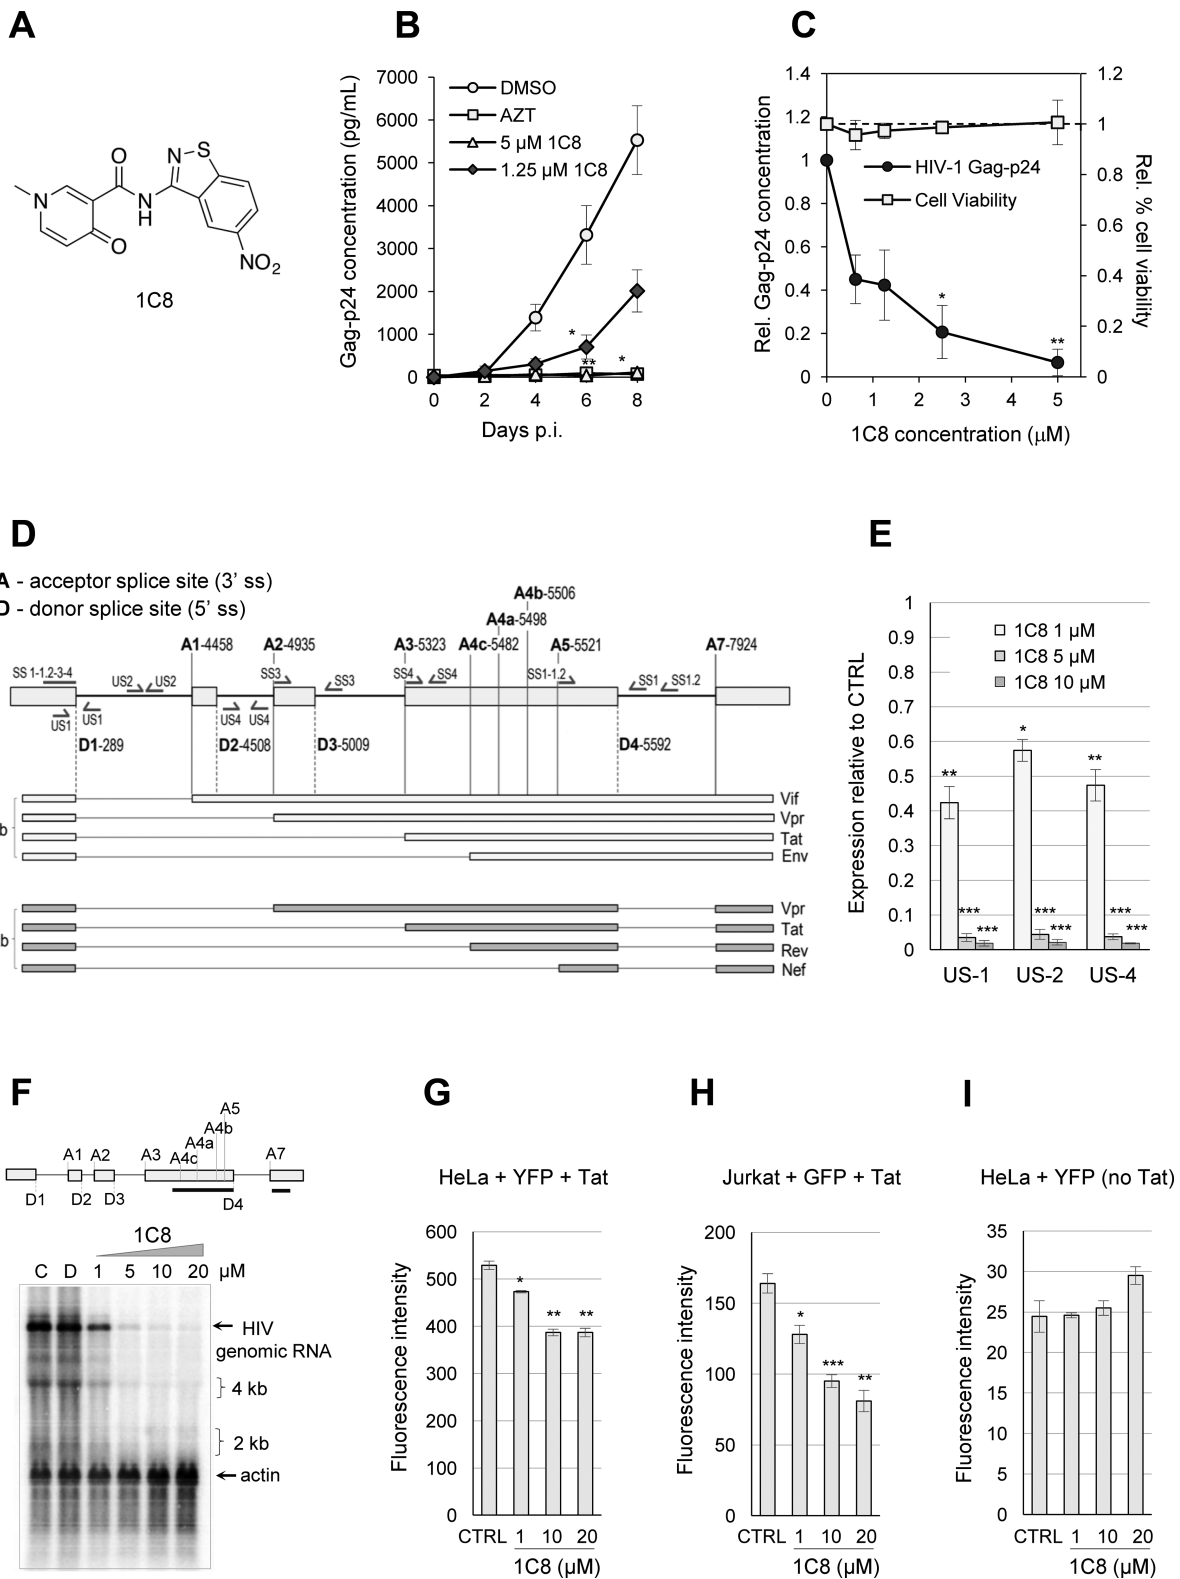 A
B
C
O
O
N
N
H
N
S
NO2
1C8
Gag-p24 concentration (pg/mL)
7000
6000
5000
4000
3000
2000
1000
0
DMSO
AZT
5 µM 1C8
1.25 µM 1C8
*
**
*
0 2 4 6 8
Days p.i.
Rel. Gag-p24 concentration
1.4
1.2
1
0.8
0.6
0.4
0.2
0
HIV-1 Gag-p24
Cell Viability
*
**
1.2
1
0.8
0.6
0.4
0.2
0
Rel. % cell viability
0 1 2 3 4 5
1C8 concentration (µM)
D
A - acceptor splice site (3' ss)
D - donor splice site (5' ss)
A4b-5506
A4a-5498
A1-4458 A2-4935 A3-5323 A4c-5482 A5-5521 A7-7924
SS 1-1.2-3-4 US2 US2 SS3 SS3 SS4 SS4 SS1-1.2 SS1 SS1.2
US1 US1 US4 US4
D1-289 D2-4508 D3-5009 D4-5592
b
Vif
Vpr
Tat
Env
b
Vpr
Tat
Rev
Nef
E
Expression relative to CTRL
1
0.9
0.8
0.7
0.6
0.5
0.4
0.3
0.2
0.1
0
1C8 1 µM
1C8 5 µM
1C8 10 µM
** *** ***
* *** ***
** *** ***
US-1 US-2 US-4
F
A5
A4b
A4a
A1 A2 A3 A4c A7
D1 D2 D3 D4
1C8
C D 1 5 10 20 µM
HIV
genomic RNA
4 kb
2 kb
actin
G
HeLa + YFP + Tat
Fluorescence intensity
600
500
400
300
200
100
0
* ** **
CTRL 1 10 20
1C8 (µM)
H
Jurkat + GFP + Tat
Fluorescence intensity
200
150
100
50
0
* *** **
CTRL 1 10 20
1C8 (µM)
I
HeLa + YFP (no Tat)
Fluorescence intensity
35
30
25
20
15
10
5
0
CTRL 1 10 20
1C8 (µM)